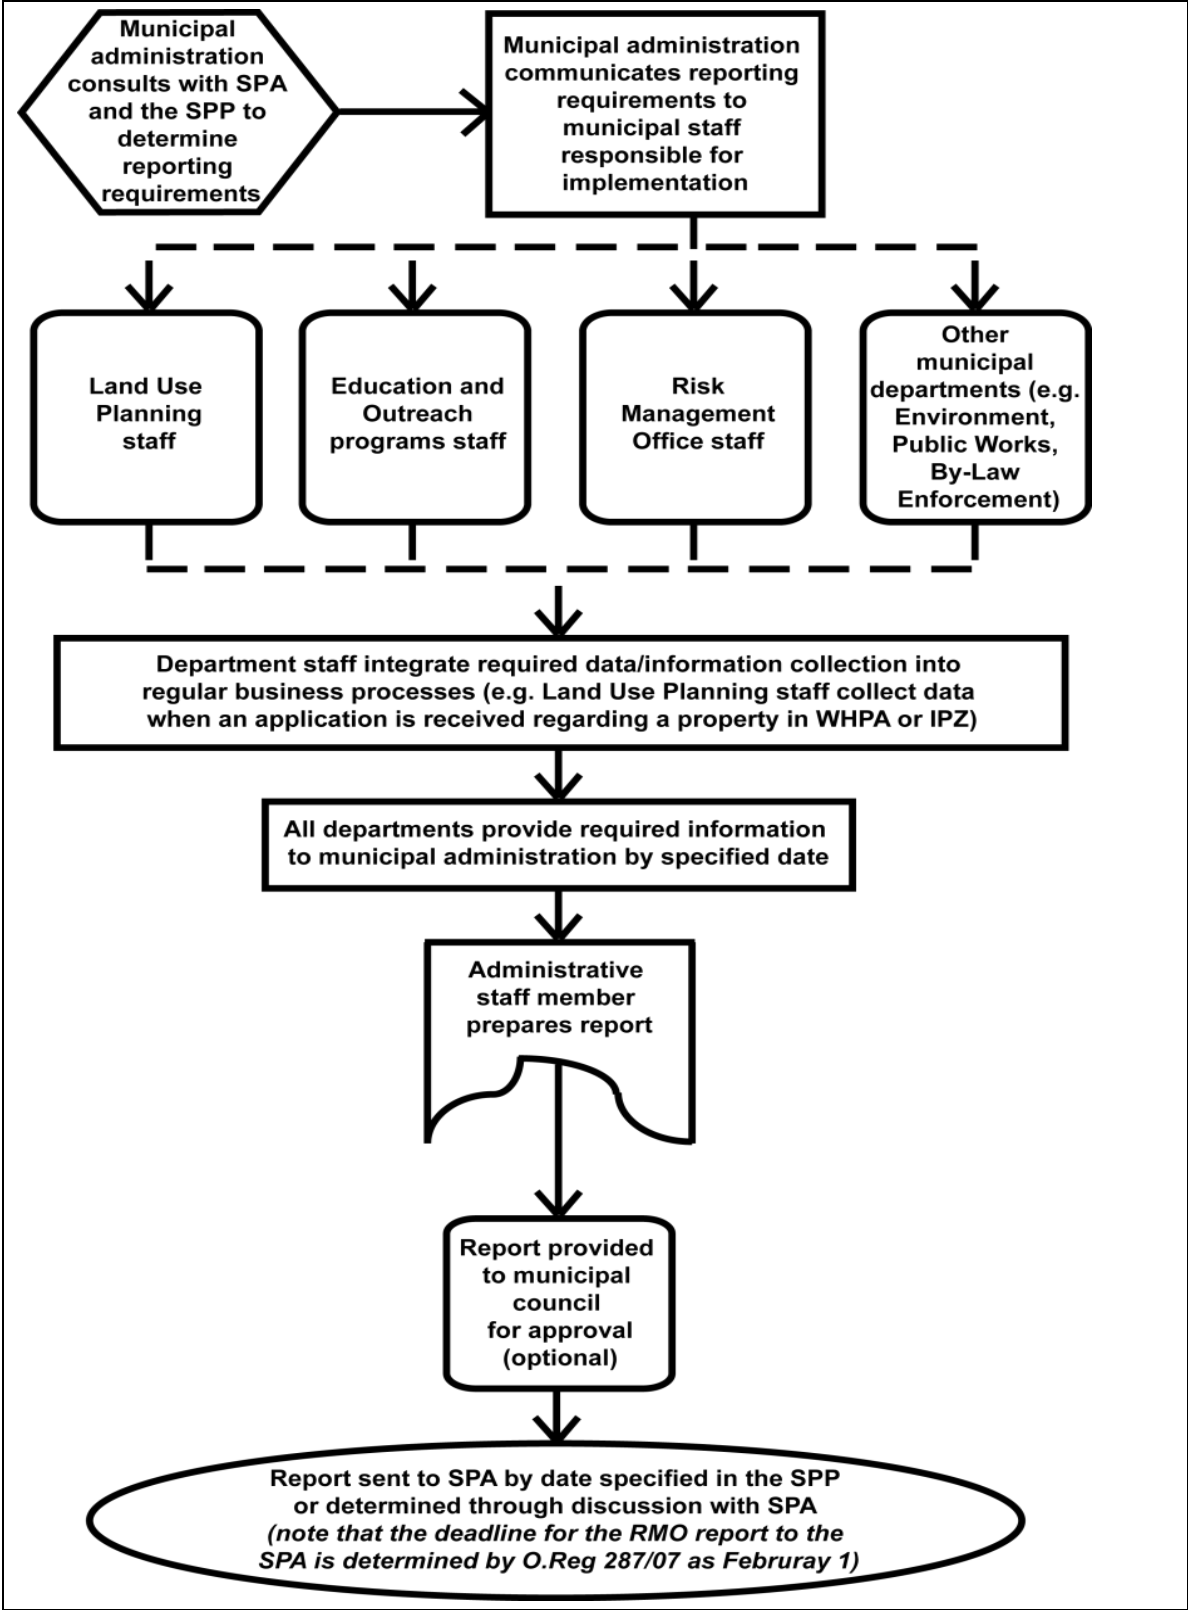 Municipal
administration
consults with SPA
and the SPP to
determine
reporting
requirements
Municipal administration
communicates reporting
requirements to
municipal staff
responsible for
implementation
Land Use
Planning
staff
Education and
Outreach
programs staff
Risk
Management
Office staff
Other
municipal
departments (e.g.
Environment,
Public Works,
By-Law
Enforcement)
Department staff integrate required data/information collection into
regular business processes (e.g. Land Use Planning staff collect data
when an application is received regarding a property in WHPA or IPZ)
All departments provide required information
to municipal administration by specified date
Administrative
staff member
prepares report
Report provided
to municipal
council
for approval
(optional)
Report sent to SPA by date specified in the SPP
or determined through discussion with SPA
(note that the deadline for the RMO report to the
SPA is determined by O.Reg 287/07 as Februray 1)